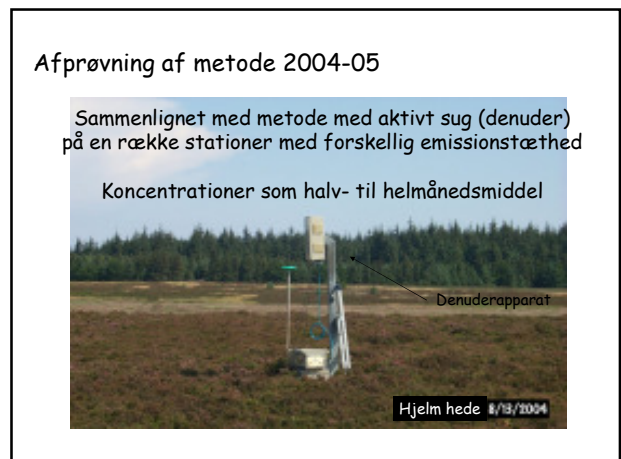 Afprøvning af metode 2004-05
Sammenlignet med metode med aktivt sug (denuder)
på en række stationer med forskellig emissionstæthed
Koncentrationer som halv- til helmånedsmiddel
Denuderapparat
Hjelm hede 8/13/2004